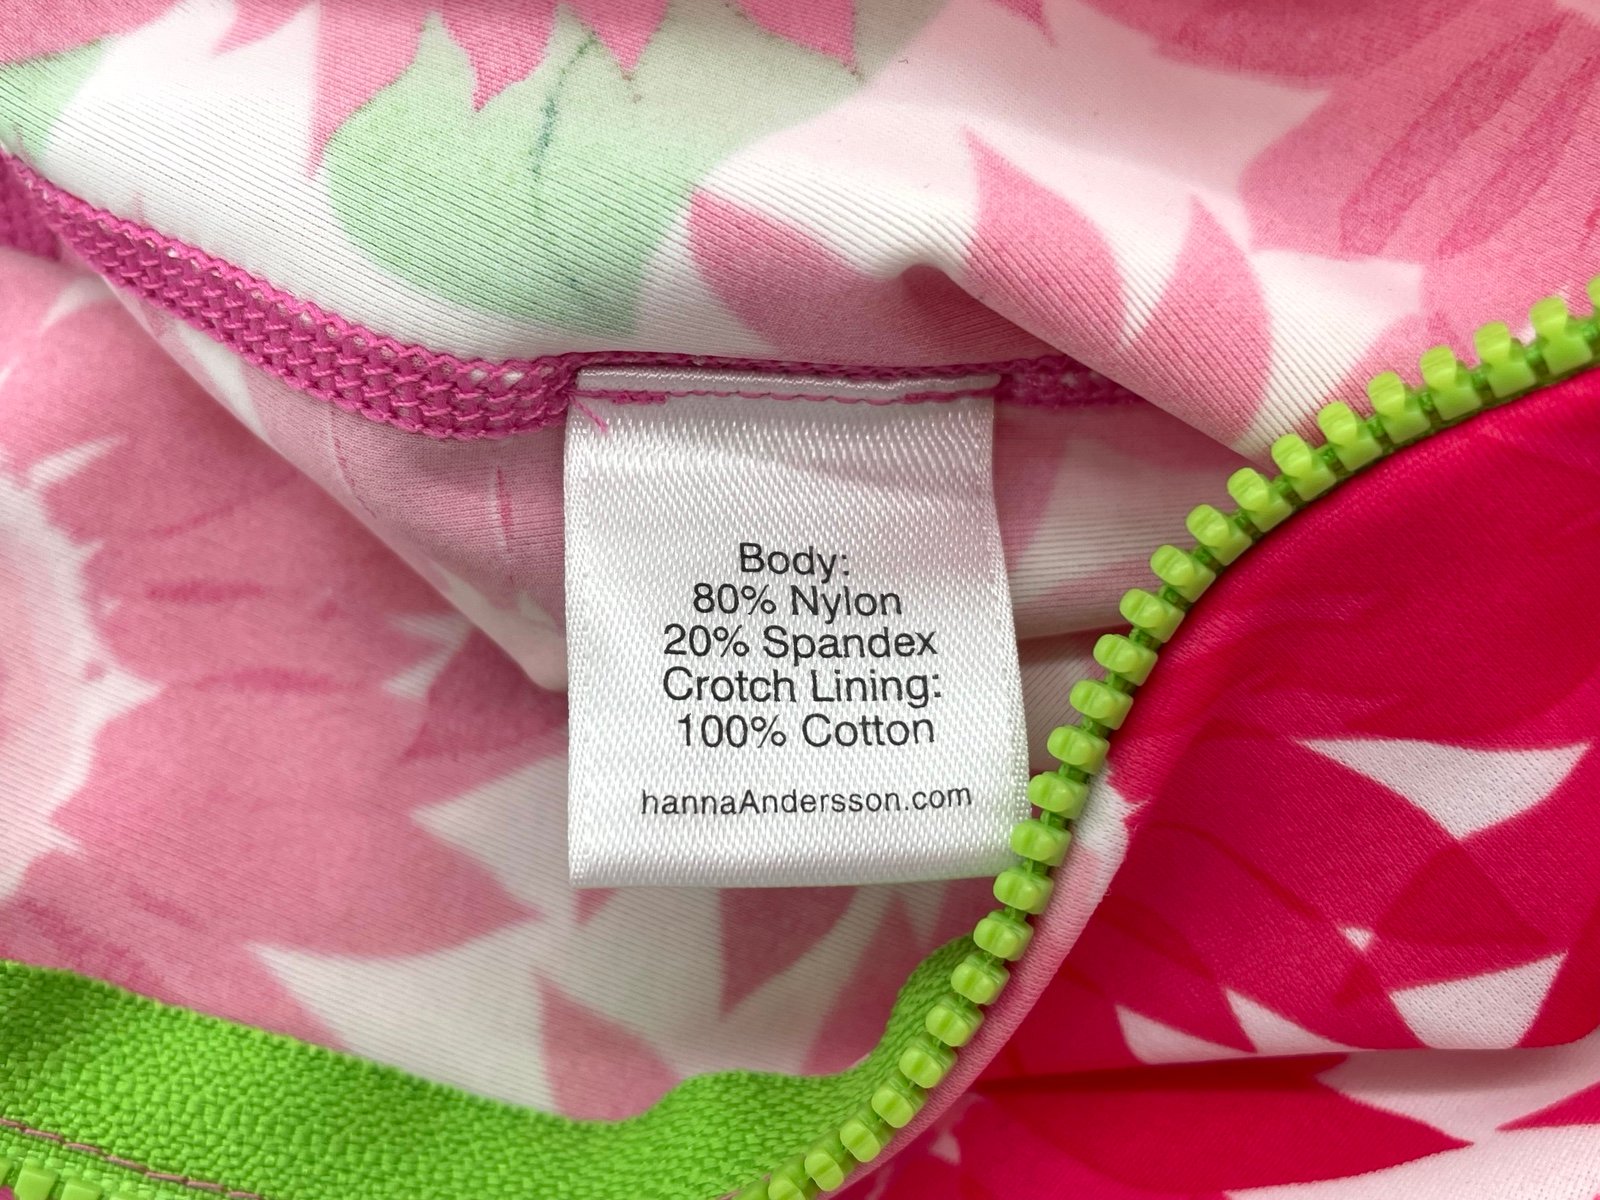 Body:
80% Nylon
20% Spandex
Crotch Lining:
100% Cotton
hannaAndersson.com